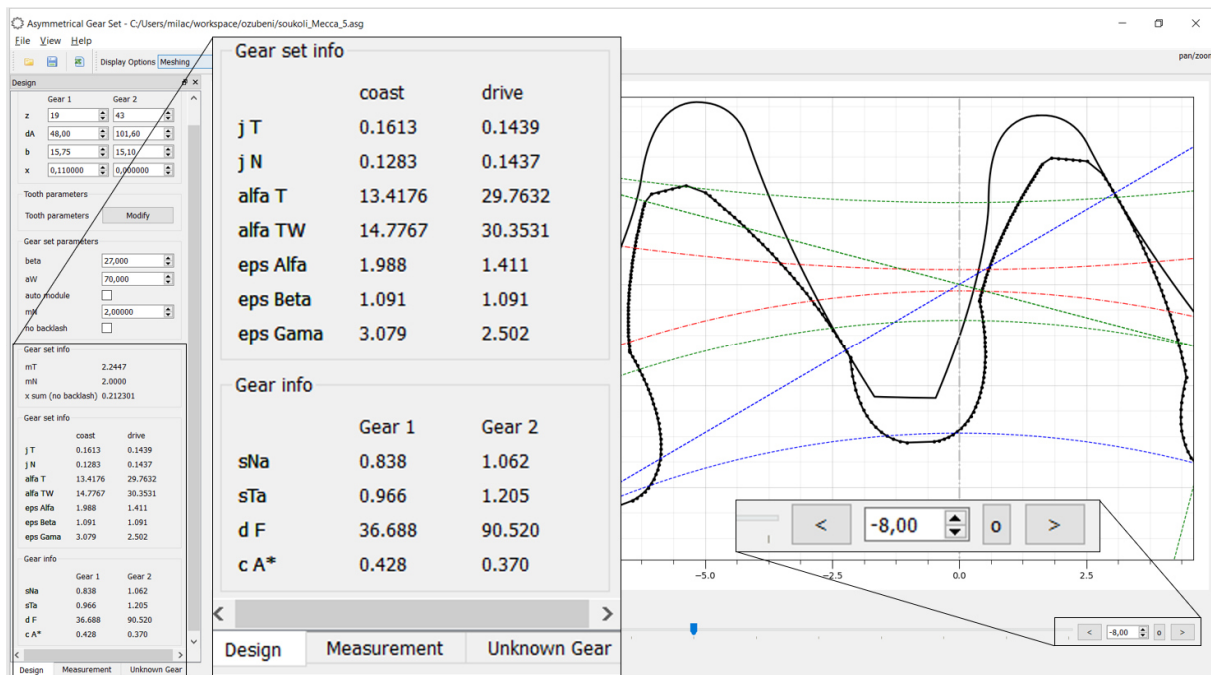 Asymmetrical Gear Set - C:/Users/milac/workspace/ozubeni/soukoli_Mecca_5.asg
File View Help
Display Options Meshing
pan/zoom
Design
Gear 1 Gear 2
z 19 43
dA 48,00 101,60
b 15,75 15,10
x 0,110000 0,000000
Tooth parameters
Tooth parameters Modify
Gear set parameters
beta 27,000
aW 70,000
auto module
mN 2,00000
no backlash
Gear set info
mT 2.2447
mN 2.0000
x sum (no backlash) 0.212301
Gear set info
coast drive
j T 0.1613 0.1439
j N 0.1283 0.1437
alfa T 13.4176 29.7632
alfa TW 14.7767 30.3531
eps Alfa 1.988 1.411
eps Beta 1.091 1.091
eps Gama 3.079 2.502
Gear info
Gear 1 Gear 2
sNa 0.838 1.062
sTa 0.966 1.205
d F 36.688 90.520
c A* 0.428 0.370
Design Measurement Unknown Gear
Gear set info
coast drive
j T 0.1613 0.1439
j N 0.1283 0.1437
alfa T 13.4176 29.7632
alfa TW 14.7767 30.3531
eps Alfa 1.988 1.411
eps Beta 1.091 1.091
eps Gama 3.079 2.502
Gear info
Gear 1 Gear 2
sNa 0.838 1.062
sTa 0.966 1.205
d F 36.688 90.520
c A* 0.428 0.370
< >
Design Measurement Unknown Gear
< -8,00 o >
−5.0 −2.5 0.0 2.5
< -8,00 o >